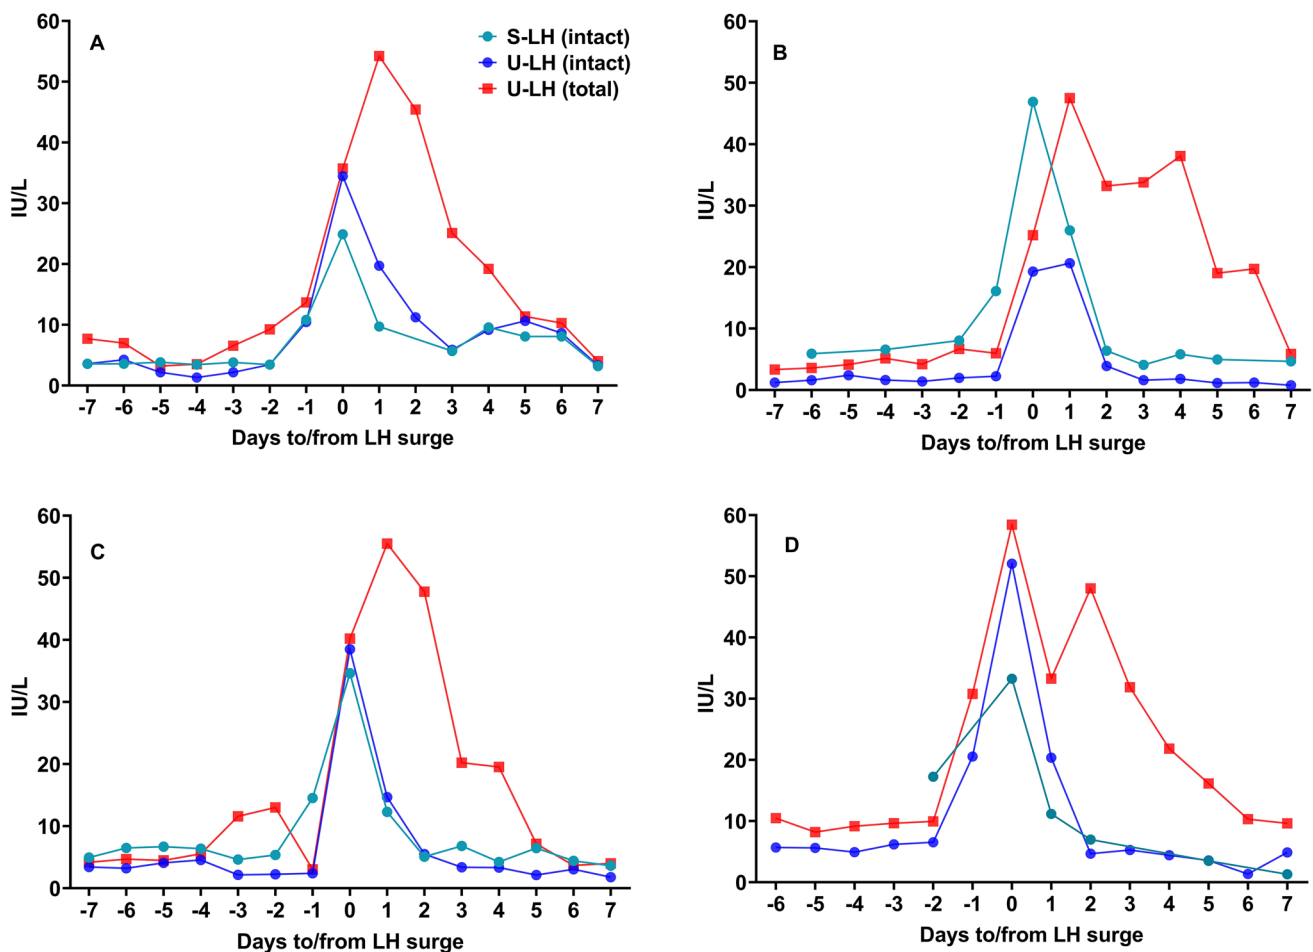 A
S-LH (intact)
U-LH (intact)
U-LH (total)
IU/L
60
50
40
30
20
10
0
-7 -6 -5 -4 -3 -2 -1 0 1 2 3 4 5 6 7
Days to/from LH surge
B
IU/L
60
50
40
30
20
10
0
-7 -6 -5 -4 -3 -2 -1 0 1 2 3 4 5 6 7
Days to/from LH surge
C
IU/L
60
50
40
30
20
10
0
-7 -6 -5 -4 -3 -2 -1 0 1 2 3 4 5 6 7
Days to/from LH surge
D
IU/L
60
50
40
30
20
10
0
-6 -5 -4 -3 -2 -1 0 1 2 3 4 5 6 7
Days to/from LH surge